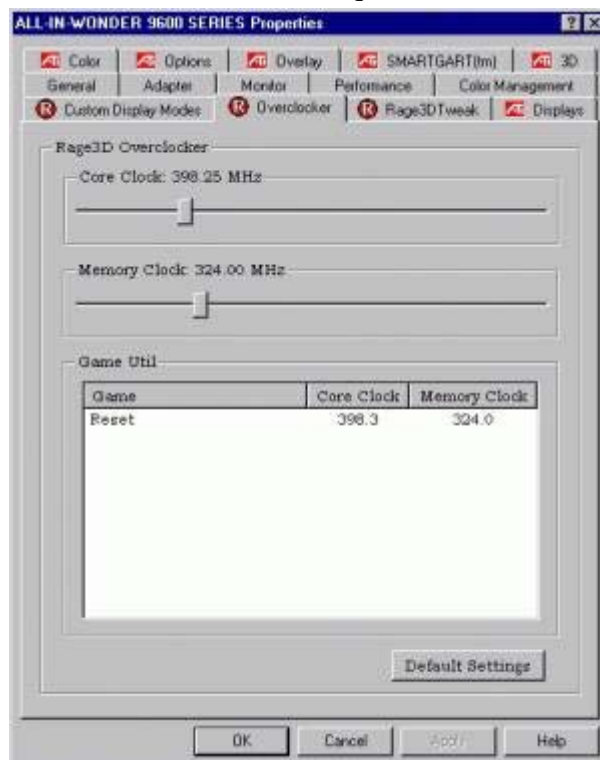 ALL-IN-WONDER 9600 SERIES Properties
Color Options Overlay SMARTGART(tm) 3D
General Adapter Monitor Performance Color Management
Custom Display Modes Overclocker Rage3DTweak Displays
Rage3D Overclocker
Core Clock: 398.25 MHz
Memory Clock: 324.00 MHz
Game Util
Game Core Clock Memory Clock
Reset 398.3 324.0
Default Settings
OK Cancel Apply Help